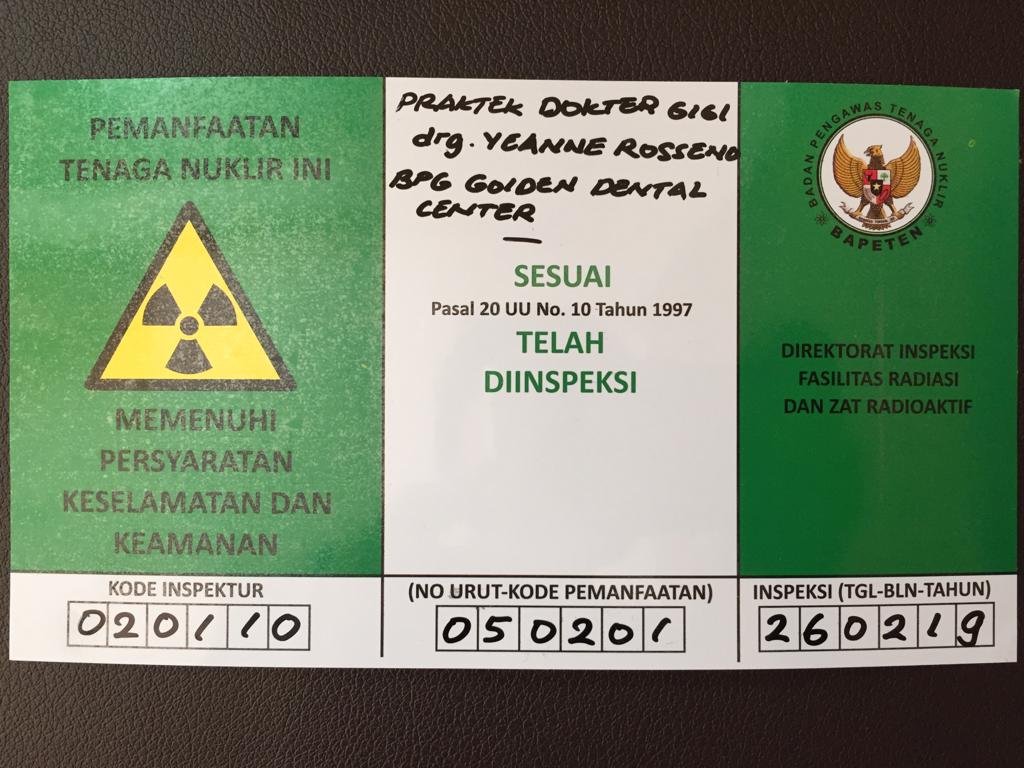 PEMANFAATAN
TENAGA NUKLIR INI
MEMENUHI
PERSYARATAN
KESELAMATAN DAN
KEAMANAN
KODE INSPEKTUR
020110
PRAKTEK DOKTER GIGI
drg. YEANNE ROSSENO
BPG GOLDEN DENTAL
CENTER
SESUAI
Pasal 20 UU No. 10 Tahun 1997
TELAH
DIINSPEKSI
(NO URUT-KODE PEMANFAATAN)
050201
BADAN PENGAWAS TENAGA NUKLIR
BAPETEN
DIREKTORAT INSPEKSI
FASILITAS RADIASI
DAN ZAT RADIOAKTIF
INSPEKSI (TGL-BLN-TAHUN)
260219